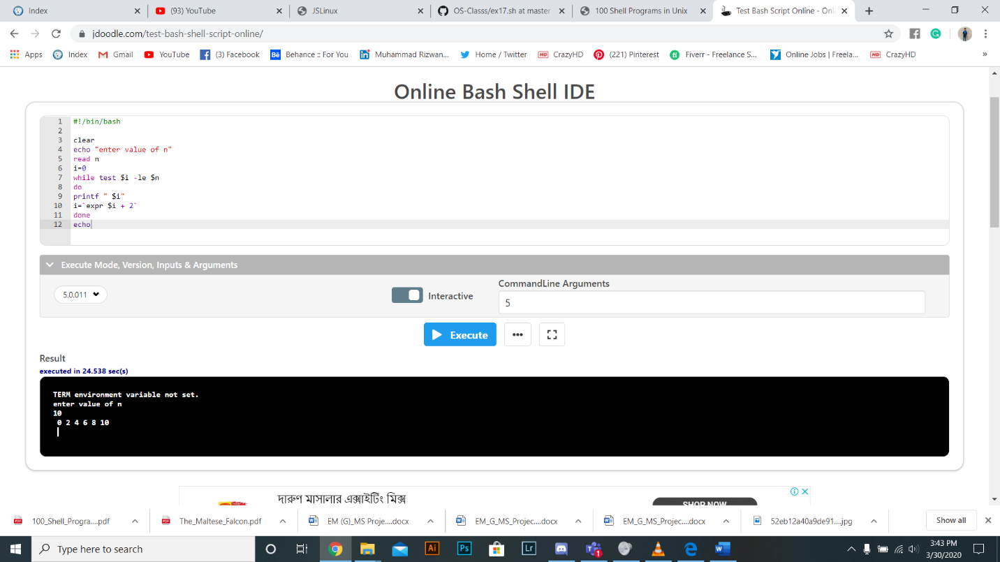 Index
(93) YouTube
JSLinux
OS-Classs/ex17.sh at master
100 Shell Programs in Unix
Test Bash Script Online - Onli
jdoodle.com/test-bash-shell-script-online/
Apps
Index
Gmail
YouTube
(3) Facebook
Behance :: For You
Muhammad Rizwan...
Home / Twitter
CrazyHD
(221) Pinterest
Fiverr - Freelance S...
Online Jobs | Freela...
CrazyHD
»
Online Bash Shell IDE
1 #!/bin/bash
2
3 clear
4 echo "enter value of n"
5 read n
6 i=0
7 while test $i -le $n
8 do
9 printf " $i"
10 i=`expr $i + 2`
11 done
12 echo
Execute Mode, Version, Inputs & Arguments
5.0.011
Interactive
CommandLine Arguments
5
Execute
Result
executed in 24.538 sec(s)
TERM environment variable not set.
enter value of n
10
0 2 4 6 8 10
দারুণ মাসালার এক্সাইটিং মিক্স
SHOP NOW
100_Shell_Progra....pdf
The_Maltese_Falcon.pdf
EM (G)_MS Proje....docx
EM_G_MS_Projec....docx
EM_G_MS_Projec....docx
52eb12a40a9de91....jpg
Show all
Type here to search
3:43 PM
3/30/2020